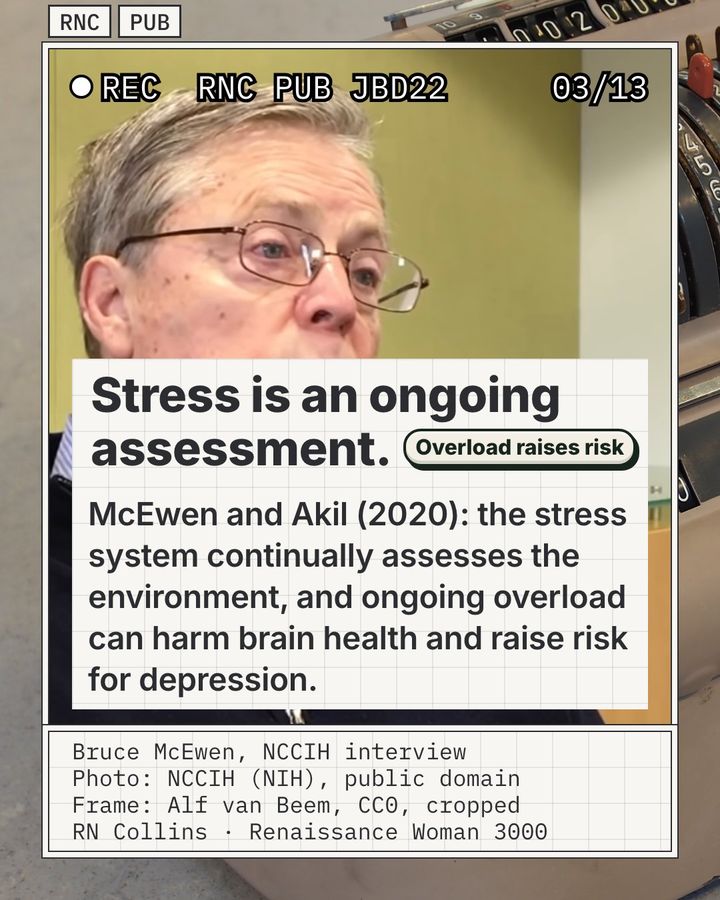 RNC PUB
REC RNC PUB JBD22 03/13
Stress is an ongoing
assessment. Overload raises risk
McEwen and Akil (2020): the stress
system continually assesses the
environment, and ongoing overload
can harm brain health and raise risk
for depression.
Bruce McEwen, NCCIH interview
Photo: NCCIH (NIH), public domain
Frame: Alf van Beem, CC0, cropped
RN Collins · Renaissance Woman 3000